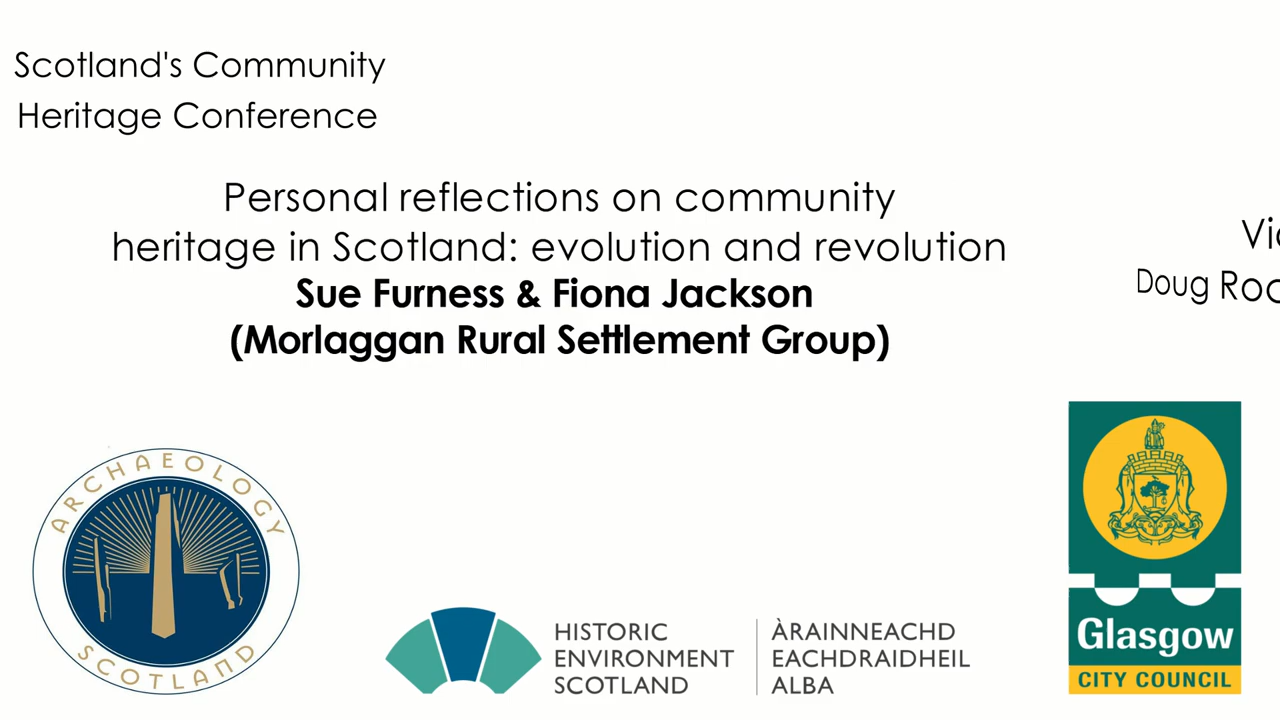 Scotland's Community
Heritage Conference
Personal reflections on community
heritage in Scotland: evolution and revolution
Sue Furness & Fiona Jackson
(Morlaggan Rural Settlement Group)
Doug
ARCHAEOLOGY
SCOTLAND
HISTORIC
ENVIRONMENT
SCOTLAND
ÀRAINNEACHD
EACHDRAIDHEIL
ALBA
Glasgow
CITY COUNCIL